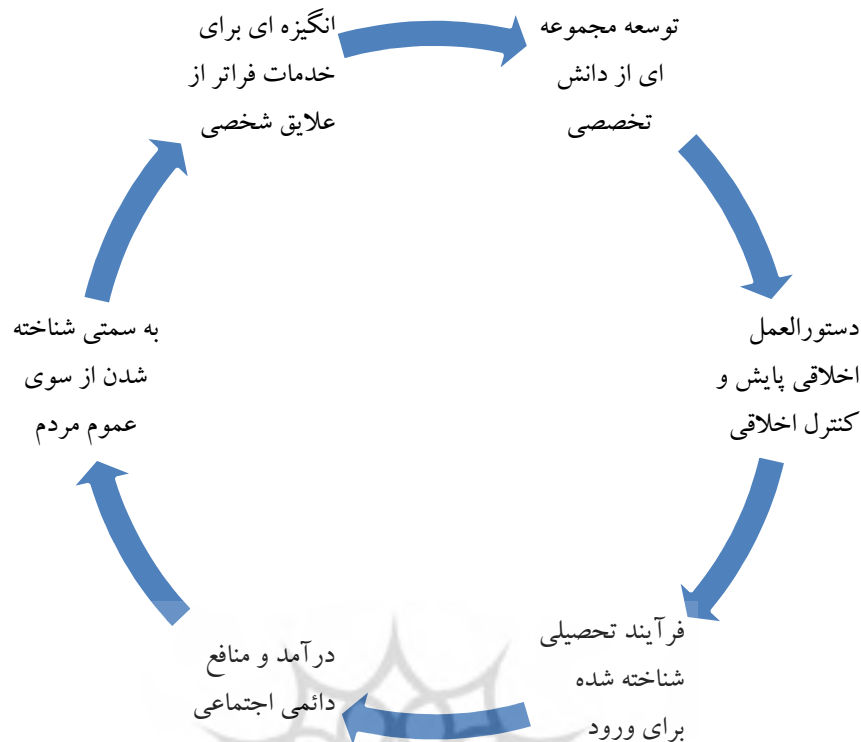 انگیزه ای برای
خدمات فراتر از
علایق شخصی
توسعه مجموعه
ای از دانش
تخصصی
دستورالعمل
اخلاقی پایش و
کنترل اخلاقی
فرآیند تحصیلی
شناخته شده
برای ورود
درآمد و منافع
دائمی اجتماعی
به سمتی شناخته
شدن از سوی
عموم مردم